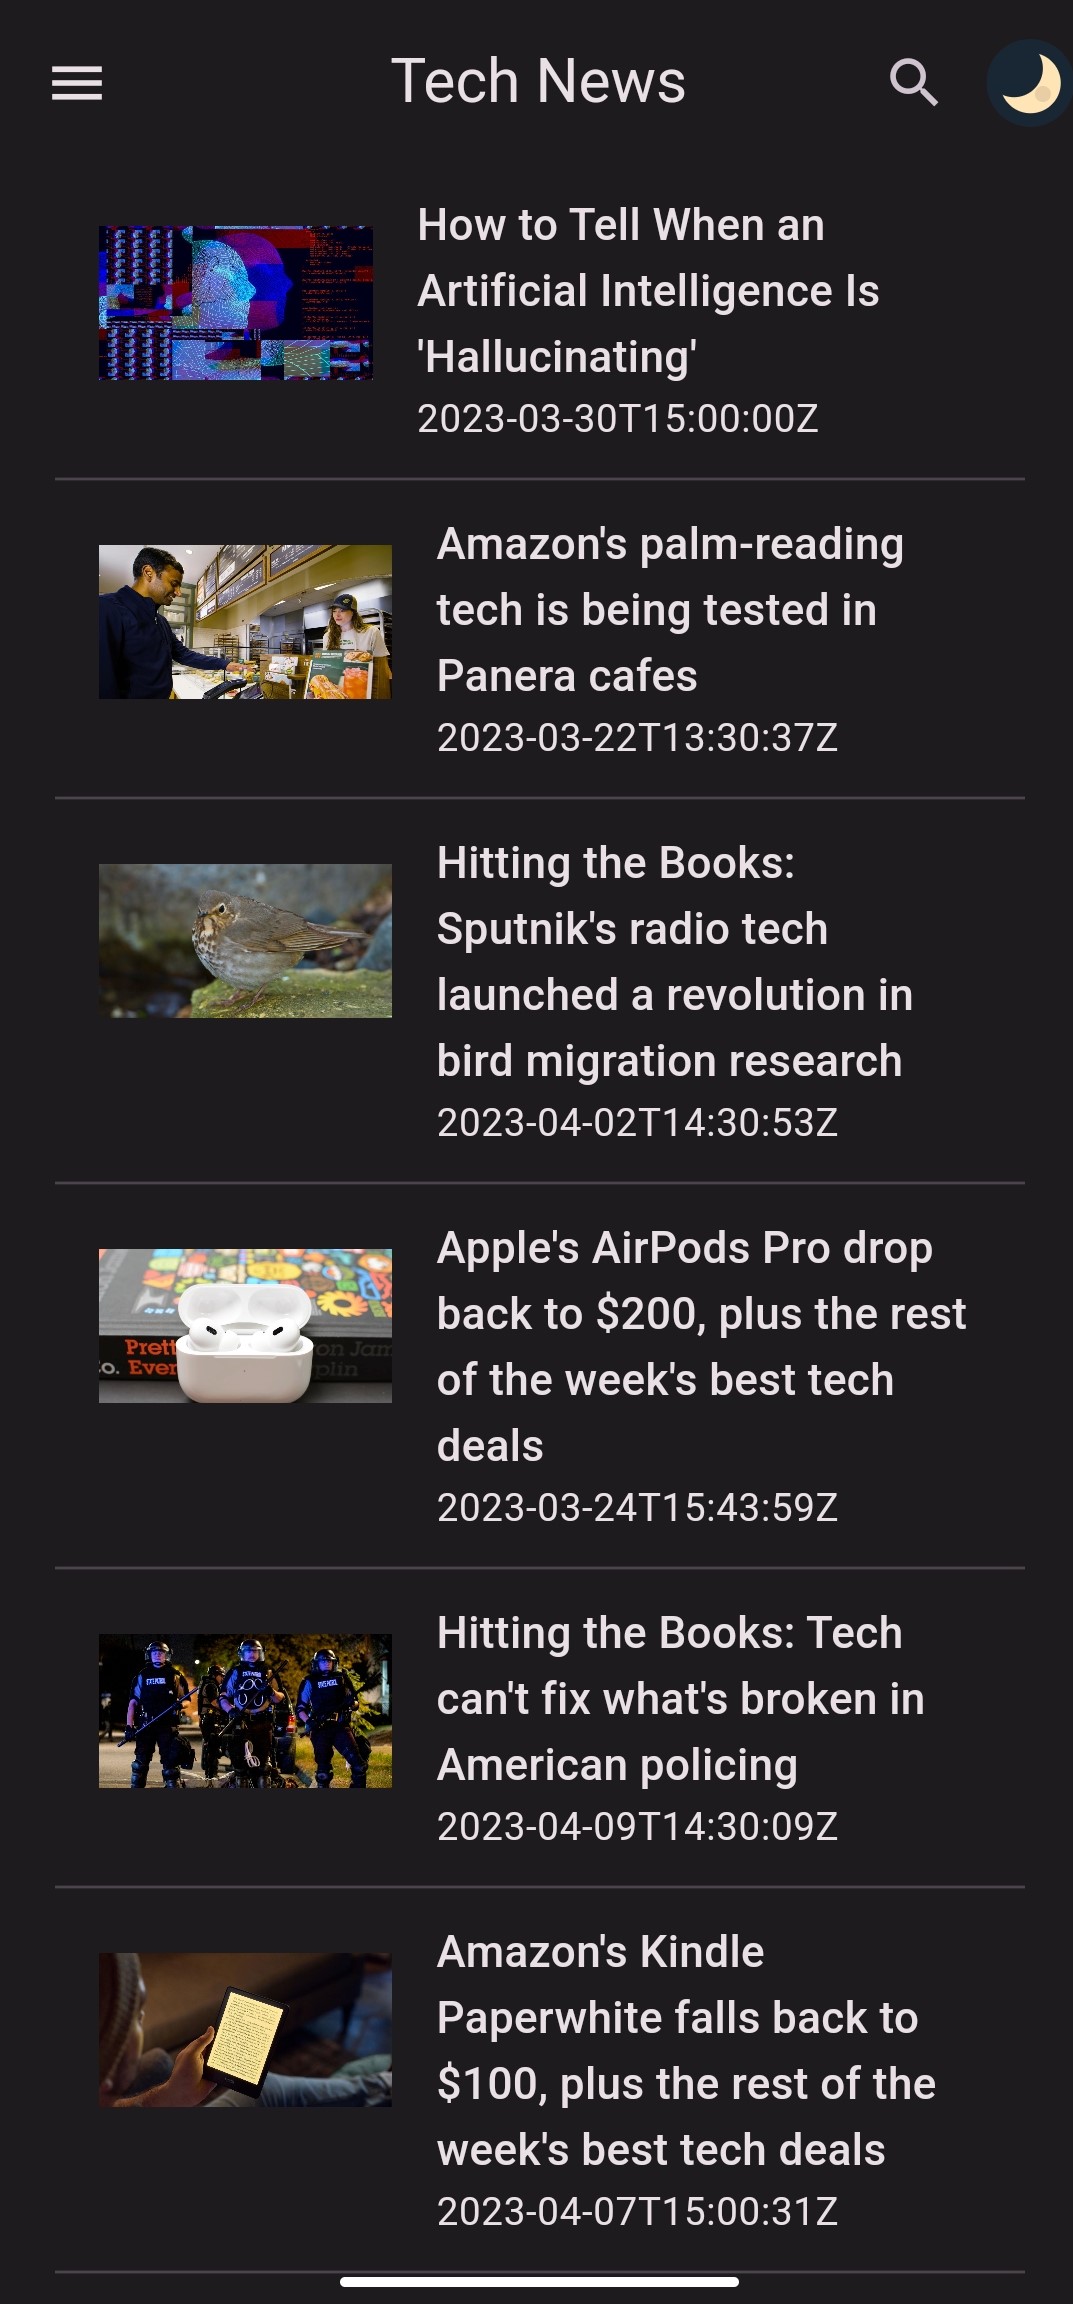 Tech News
How to Tell When an
Artificial Intelligence Is
'Hallucinating'
2023-03-30T15:00:00Z
Amazon's palm-reading
tech is being tested in
Panera cafes
2023-03-22T13:30:37Z
Hitting the Books:
Sputnik's radio tech
launched a revolution in
bird migration research
2023-04-02T14:30:53Z
Apple's AirPods Pro drop
back to $200, plus the rest
of the week's best tech
deals
2023-03-24T15:43:59Z
Hitting the Books: Tech
can't fix what's broken in
American policing
2023-04-09T14:30:09Z
Amazon's Kindle
Paperwhite falls back to
$100, plus the rest of the
week's best tech deals
2023-04-07T15:00:31Z